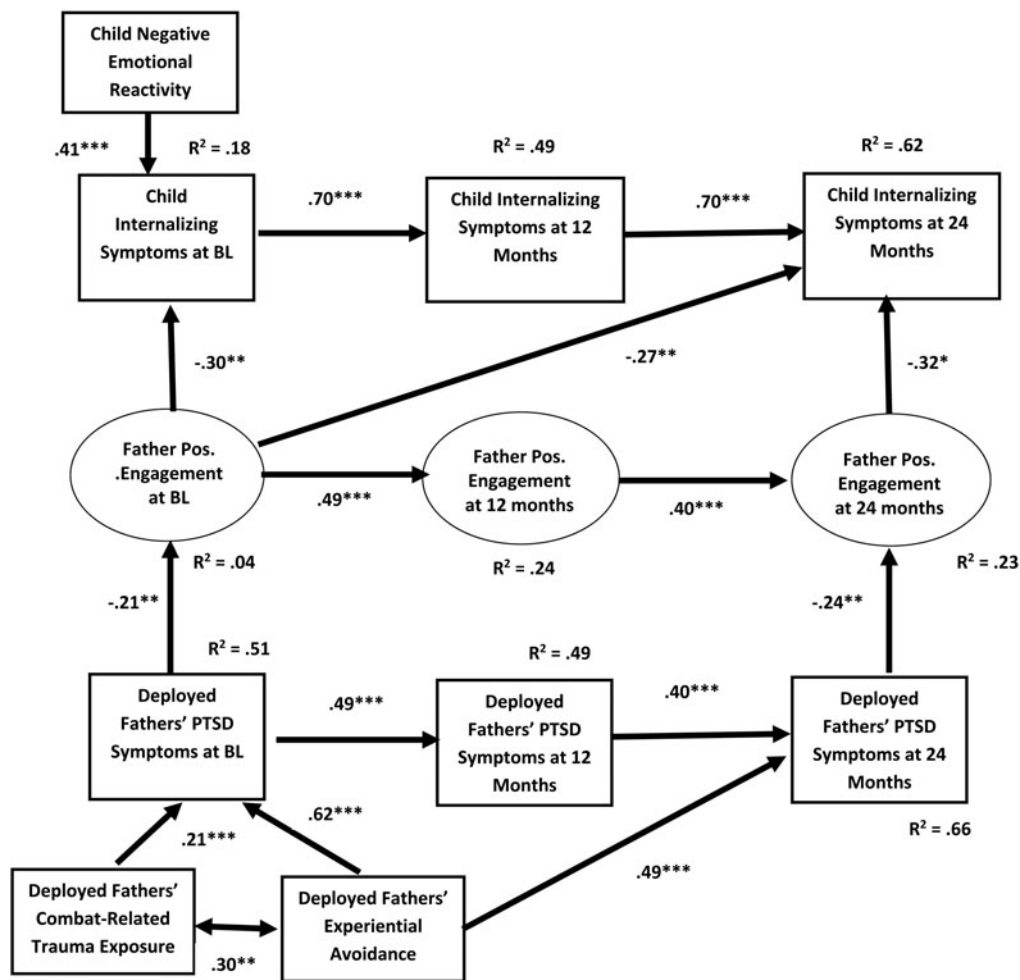 Child Negative
Emotional
Reactivity
.41***
R² = .18
R² = .49
R² = .62
Child
Internalizing
Symptoms at BL
.70***
Child Internalizing
Symptoms at 12
Months
.70***
Child Internalizing
Symptoms at 24
Months
-.30**
-.27**
-.32*
Father Pos.
.Engagement
at BL
.49***
Father Pos.
Engagement
at 12 months
.40***
Father Pos.
Engagement
at 24 months
R² = .04
R² = .24
R² = .23
-.21**
-.24**
R² = .51
R² = .49
Deployed
Fathers’ PTSD
Symptoms at BL
.49***
Deployed
Fathers’ PTSD
Symptoms at 12
Months
.40***
Deployed
Fathers’ PTSD
Symptoms at 24
Months
R² = .66
.21***
.62***
.49***
Deployed Fathers’
Combat-Related
Trauma Exposure
.30**
Deployed Fathers’
Experiential
Avoidance